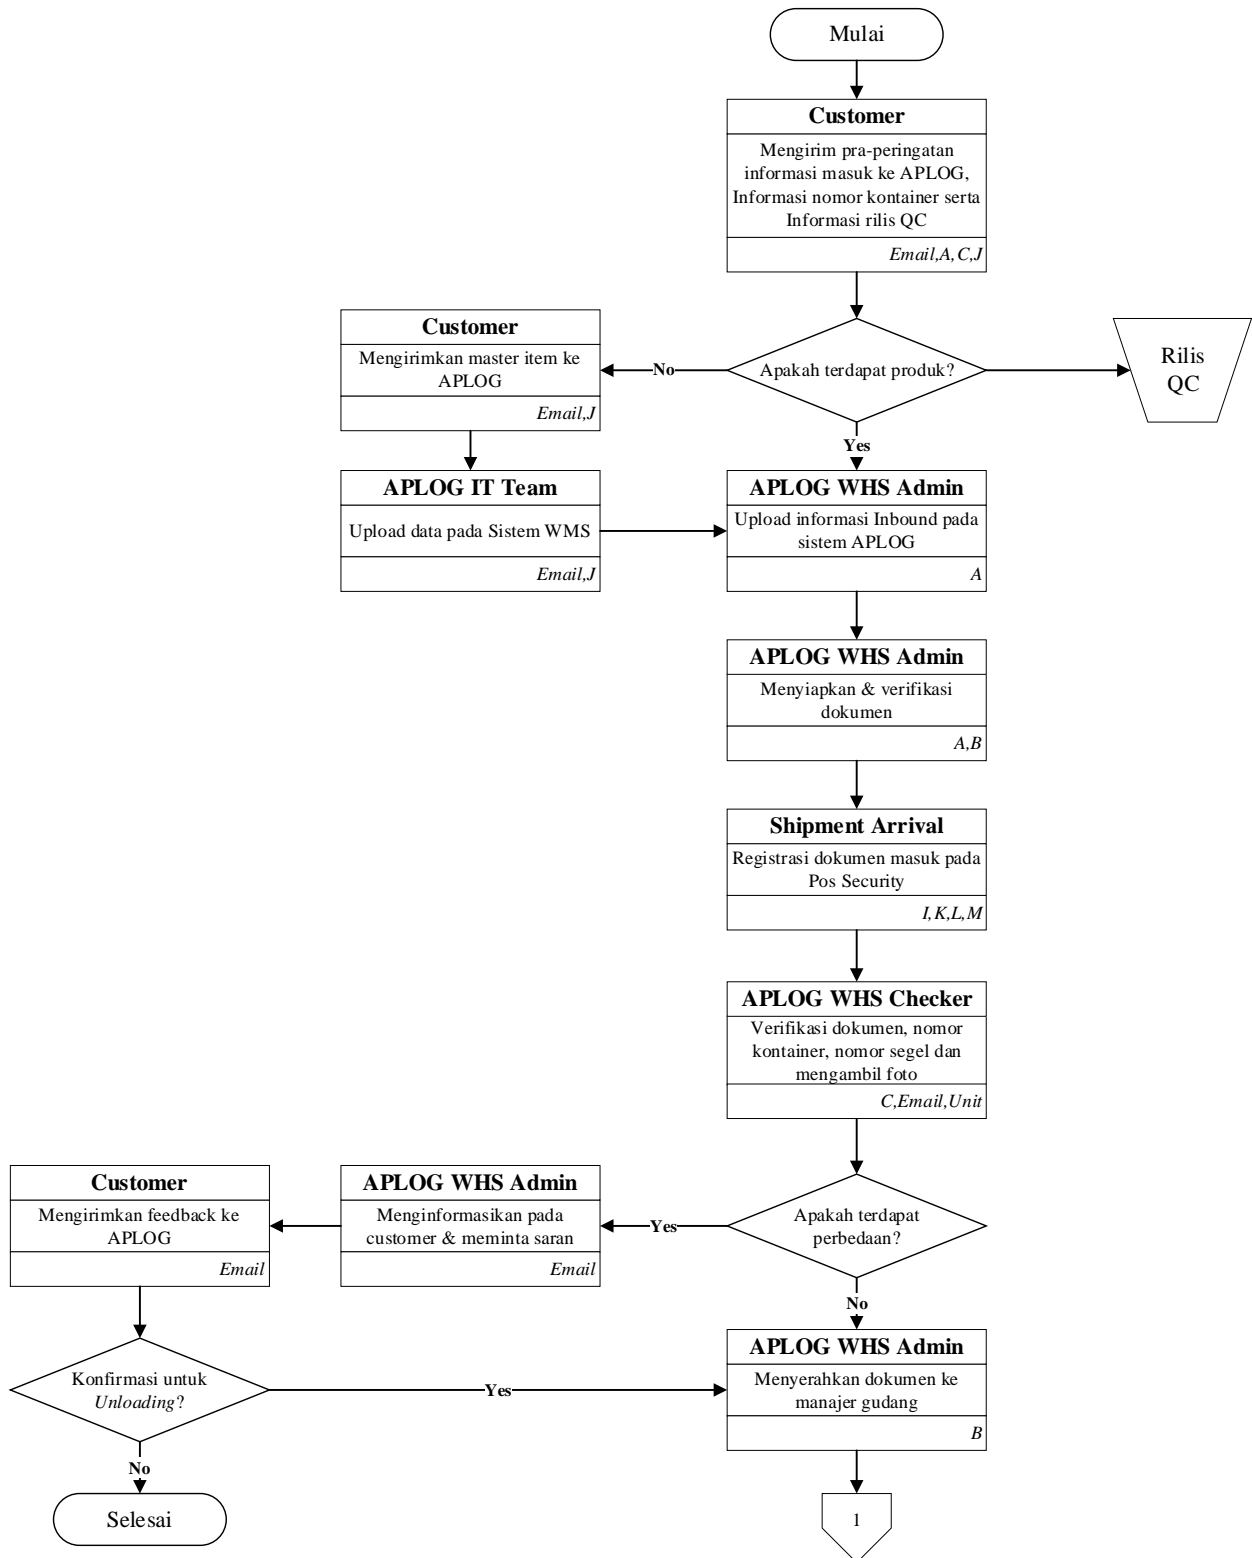 Mulai
Customer
Mengirim pra-peringatan
informasi masuk ke APLOG,
Informasi nomor kontainer serta
Informasi rilis QC
Email,A,C,J
Customer
Mengirimkan master item ke
APLOG
Email,J
No
Apakah terdapat produk?
Rilis
QC
Yes
APLOG IT Team
Upload data pada Sistem WMS
Email,J
APLOG WHS Admin
Upload informasi Inbound pada
sistem APLOG
A
APLOG WHS Admin
Menyiapkan & verifikasi
dokumen
A,B
Shipment Arrival
Registrasi dokumen masuk pada
Pos Security
I,K,L,M
APLOG WHS Checker
Verifikasi dokumen, nomor
kontainer, nomor segel dan
mengambil foto
C,Email,Unit
Customer
Mengirimkan feedback ke
APLOG
Email
APLOG WHS Admin
Menginformasikan pada
customer & meminta saran
Email
Yes
Apakah terdapat
perbedaan?
No
Konfirmasi untuk
Unloading?
Yes
APLOG WHS Admin
Menyerahkan dokumen ke
manajer gudang
B
No
Selesai
1